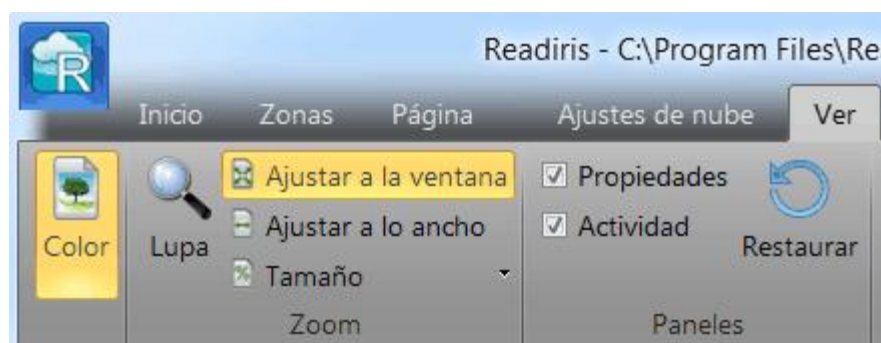 Readiris - C:\Program Files\Re
Inicio Zonas Página Ajustes de nube Ver
Color
Lupa
Ajustar a la ventana
Ajustar a lo ancho
Tamaño
Zoom
Propiedades
Actividad
Restaurar
Paneles